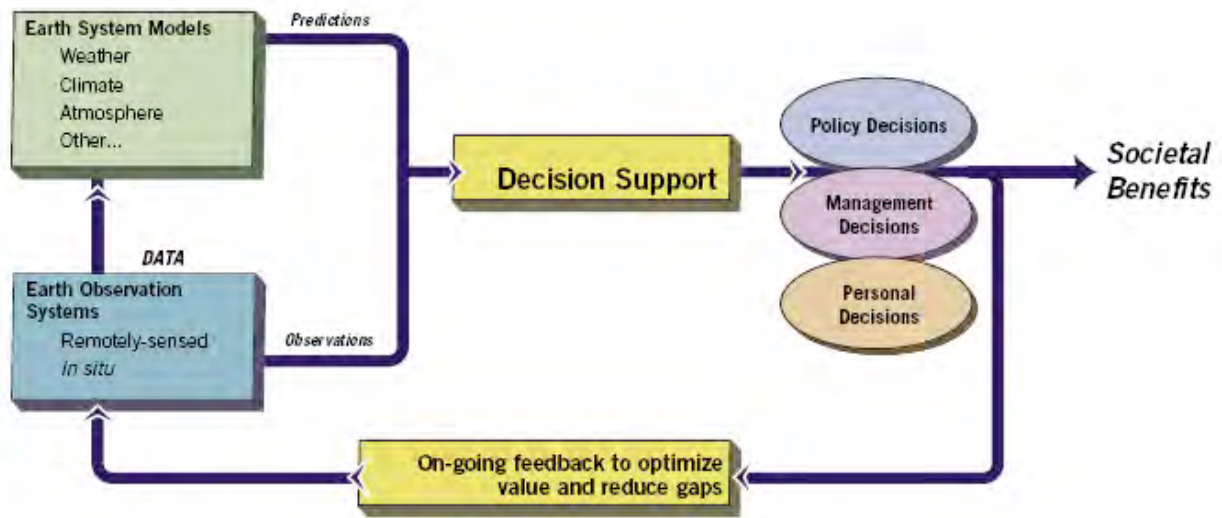 Earth System Models
Weather
Climate
Atmosphere
Other...
Predictions
DATA
Earth Observation
Systems
Remotely-sensed
In situ
Observations
Decision Support
Policy Decisions
Management
Decisions
Personal
Decisions
Societal
Benefits
On-going feedback to optimize
value and reduce gaps